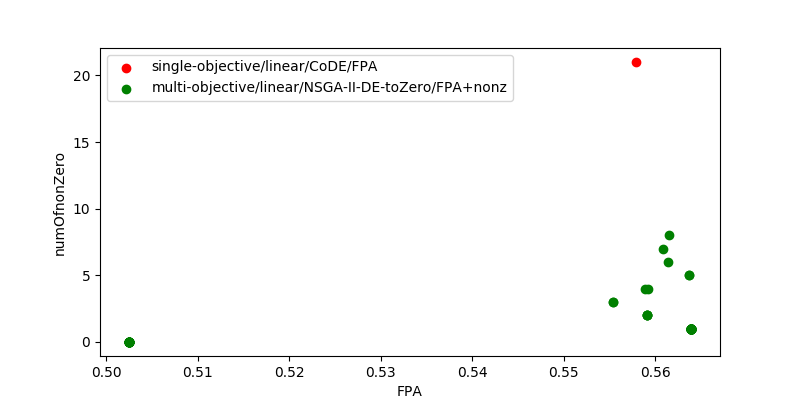 single-objective/linear/CoDE/FPA
multi-objective/linear/NSGA-II-DE-toZero/FPA+nonz
numOfnonZero
20
15
10
5
0
0.50 0.51 0.52 0.53 0.54 0.55 0.56
FPA